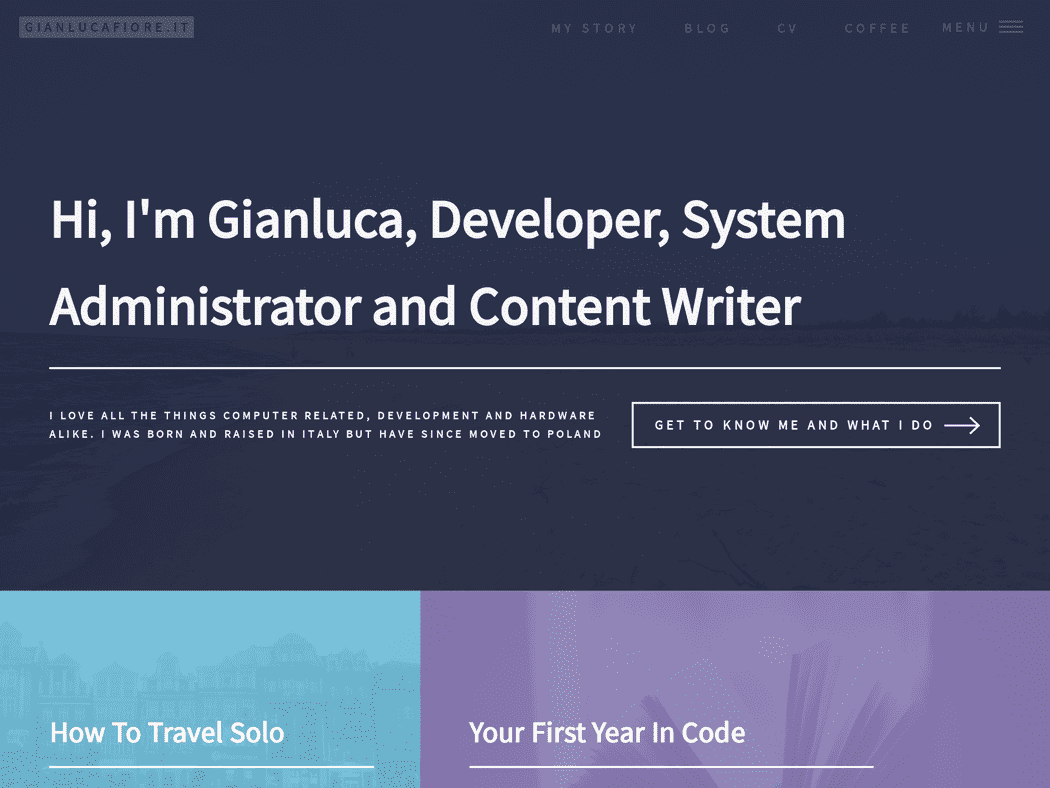 GIANLUCAFIORE.IT
MY STORY BLOG CV COFFEE MENU
Hi, I'm Gianluca, Developer, System
Administrator and Content Writer
I LOVE ALL THE THINGS COMPUTER RELATED, DEVELOPMENT AND HARDWARE
ALIKE. I WAS BORN AND RAISED IN ITALY BUT HAVE SINCE MOVED TO POLAND
GET TO KNOW ME AND WHAT I DO
How To Travel Solo
Your First Year In Code